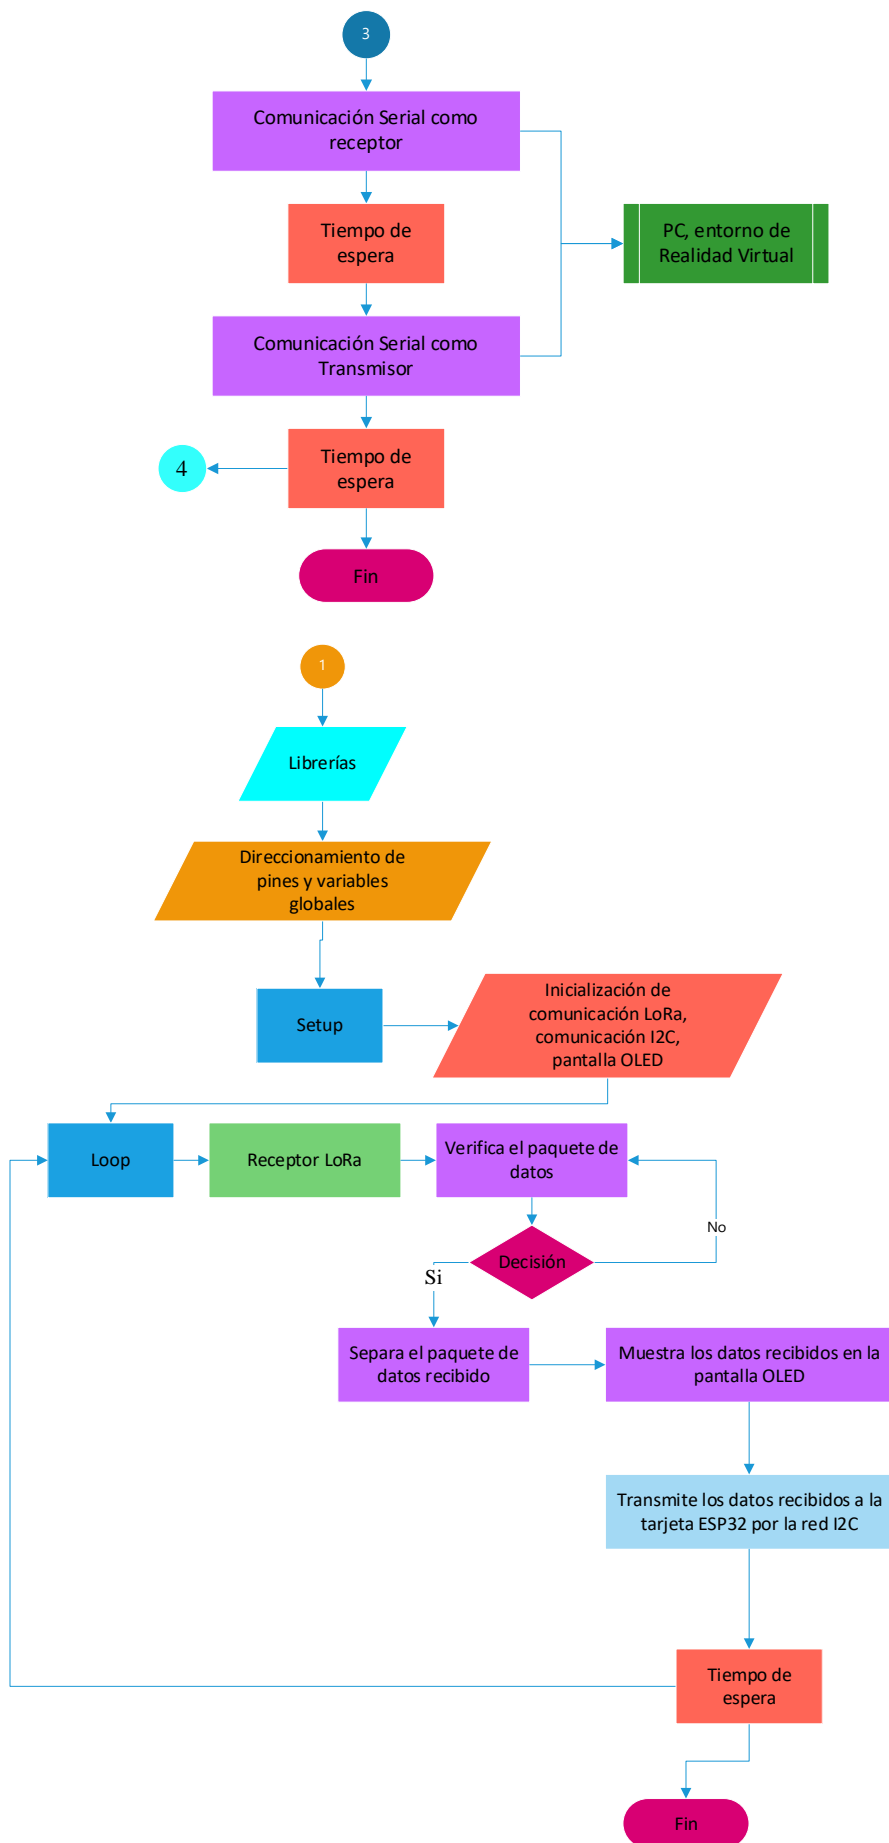 3
Comunicación Serial como
receptor
Tiempo de
espera
PC, entorno de
Realidad Virtual
Comunicación Serial como
Transmisor
Tiempo de
espera
4
Fin
1
Librerías
Direccionamiento de
pines y variables
globales
Setup
Inicialización de
comunicación LoRa,
comunicación I2C,
pantalla OLED
Loop
Receptor LoRa
Verifica el paquete de
datos
No
Decisión
Si
Separa el paquete de
datos recibido
Muestra los datos recibidos en la
pantalla OLED
Transmite los datos recibidos a la
tarjeta ESP32 por la red I2C
Tiempo de
espera
Fin